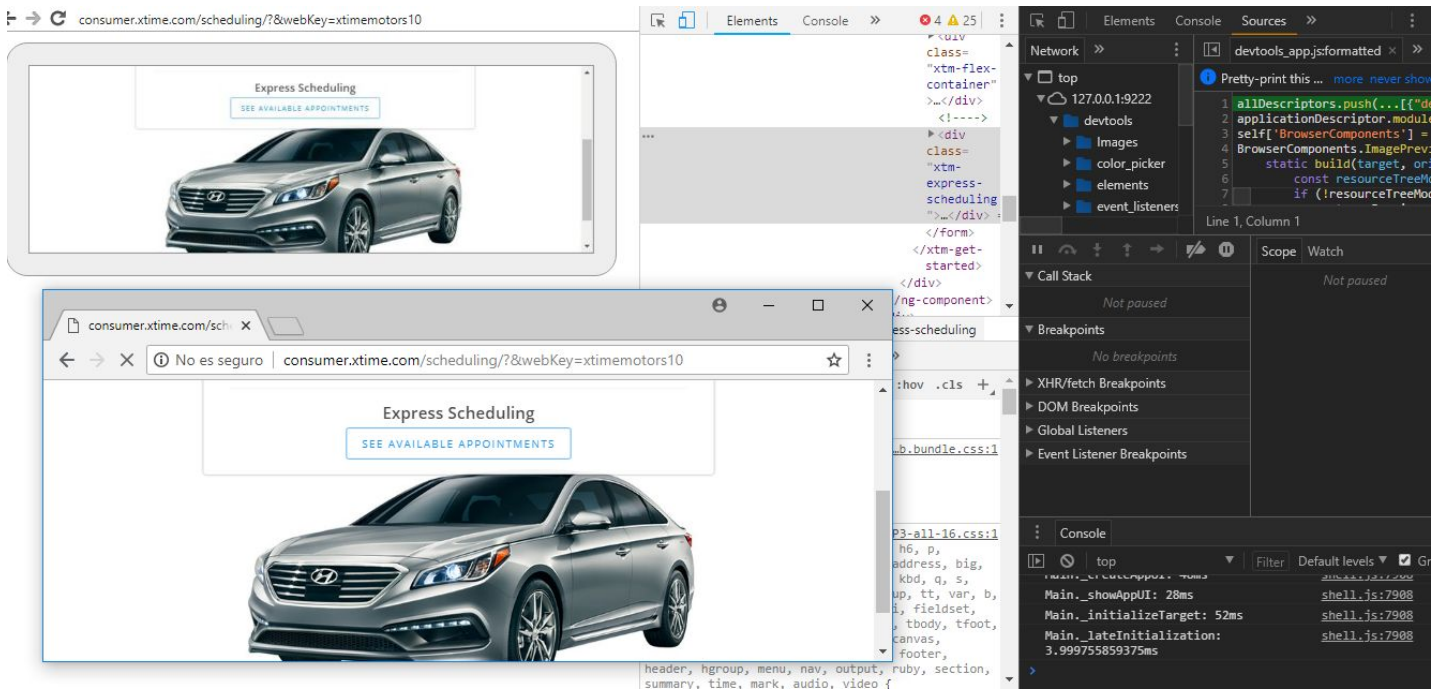 consumer.xtime.com/scheduling/?&webKey=xtimemotors10
Express Scheduling
SEE AVAILABLE APPOINTMENTS
Elements Console » 4 25
<div
class=
"xtm-flex-
container"
>…</div>
<!---->
<div
class=
"xtm-
express-
scheduling
">…</div> =
</form>
</xtm-get-
started>
</div>
/ng-component>
ess-scheduling
»
:hov .cls +
…b.bundle.css:1
P3-all-16.css:1
h6, p,
address, big,
kbd, q, s,
up, tt, var, b,
i, fieldset,
, tbody, tfoot,
canvas,
footer,
header, hgroup, menu, nav, output, ruby, section,
summary, time, mark, audio, video {
consumer.xtime.com/sch
No es seguro consumer.xtime.com/scheduling/?&webKey=xtimemotors10
Express Scheduling
SEE AVAILABLE APPOINTMENTS
Elements Console Sources »
Network »
top
127.0.0.1:9222
devtools
Images
color_picker
elements
event_listeners
devtools_app.js:formatted × »
Pretty-print this ... more never show
1 allDescriptors.push(...[{"de
2 applicationDescriptor.module
3 self['BrowserComponents'] =
4 BrowserComponents.ImagePrevi
5 static build(target, ori
6 const resourceTreeMo
7 if (!resourceTreeMod
Line 1, Column 1
Scope Watch
Not paused
Call Stack
Not paused
Breakpoints
No breakpoints
XHR/fetch Breakpoints
DOM Breakpoints
Global Listeners
Event Listener Breakpoints
Console
top Filter Default levels Gr
Main._createAppUI: 48ms shell.js:7908
Main._showAppUI: 28ms shell.js:7908
Main._initializeTarget: 52ms shell.js:7908
Main._lateInitialization: shell.js:7908
3.999755859375ms